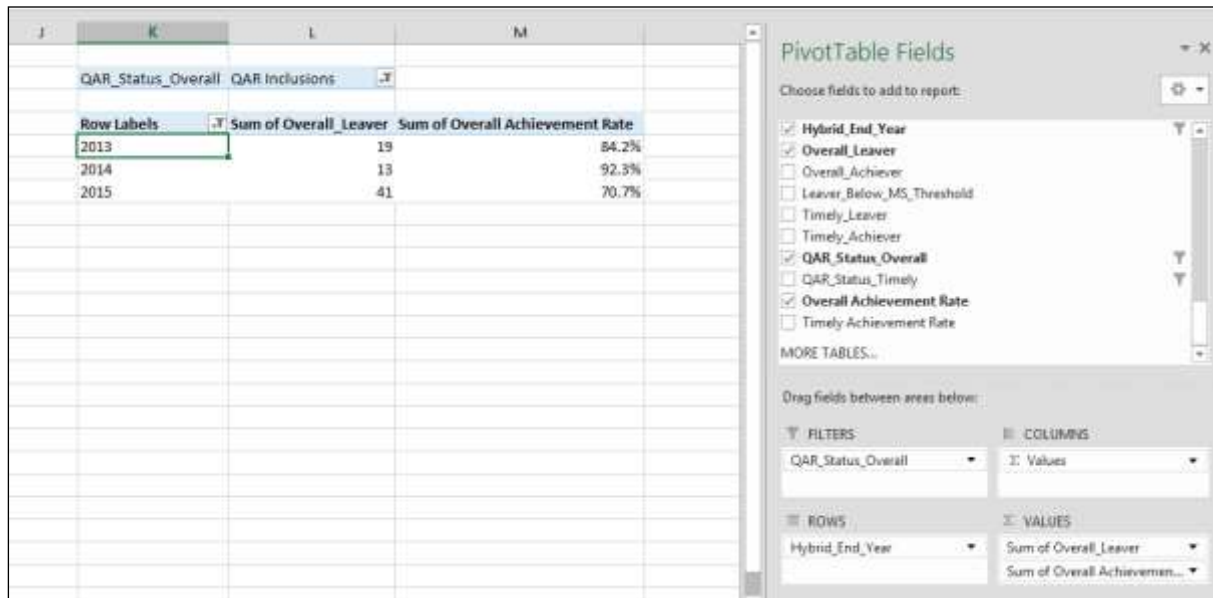 J K L M
QAR_Status_Overall QAR Inclusions
Row Labels Sum of Overall_Leaver Sum of Overall Achievement Rate
2013 19 84.2%
2014 13 92.3%
2015 41 70.7%
PivotTable Fields
Choose fields to add to report:
Hybrid_End_Year
Overall_Leaver
Overall_Achiever
Leaver_Below_MS_Threshold
Timely_Leaver
Timely_Achiever
QAR_Status_Overall
QAR_Status_Timely
Overall Achievement Rate
Timely Achievement Rate
MORE TABLES...
Drag fields between areas below:
FILTERS COLUMNS
QAR_Status_Overall Σ Values
ROWS Σ VALUES
Hybrid_End_Year Sum of Overall_Leaver
Sum of Overall Achievemen...